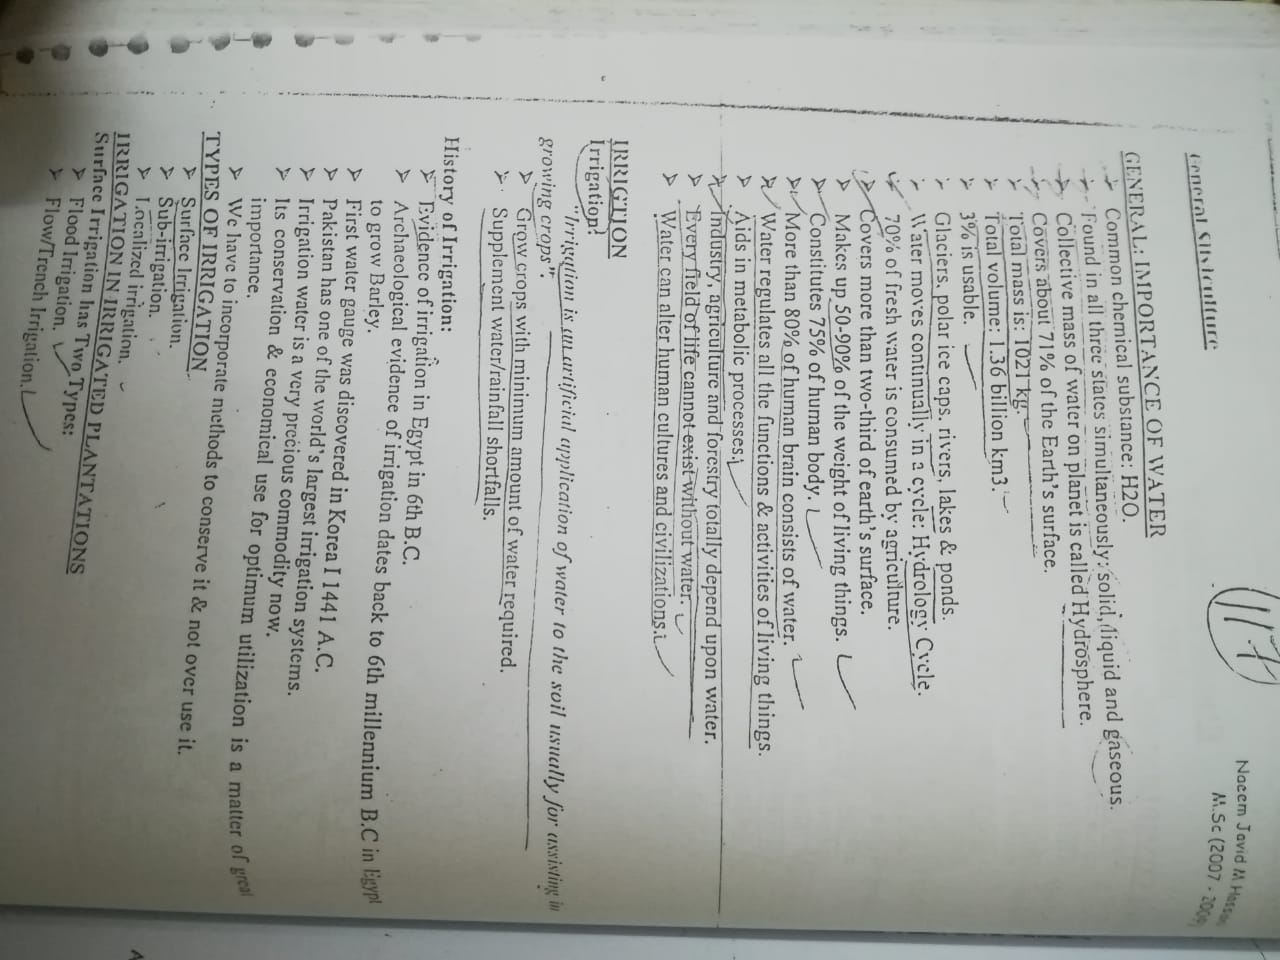 General Silviculture
Naeem Javid M Hassan
M.Sc (2007 - 2009)
117
GENERAL: IMPORTANCE OF WATER
➢ Common chemical substance: H2O.
➢ Found in all three states simultaneously: solid, liquid and gaseous.
➢ Collective mass of water on planet is called Hydrosphere.
➢ Covers about 71% of the Earth's surface.
➢ Total mass is: 1021 kg.
➢ Total volume: 1.36 billion km3.
➢ 3% is usable.
➢ Glaciers, polar ice caps, rivers, lakes & ponds.
➢ Water moves continually in a cycle: Hydrology Cycle.
➢ 70% of fresh water is consumed by agriculture.
➢ Covers more than two-third of earth's surface.
➢ Makes up 50-90% of the weight of living things.
➢ Constitutes 75% of human body.
➢ More than 80% of human brain consists of water.
➢ Water regulates all the functions & activities of living things.
➢ Aids in metabolic processes.
➢ Industry, agriculture and forestry totally depend upon water.
➢ Every field of life cannot exist without water.
➢ Water can alter human cultures and civilizations.
IRRIGTION
Irrigation:
"Irrigation is an artificial application of water to the soil usually for assisting in
growing crops".
➢ Grow crops with minimum amount of water required.
➢ Supplement water/rainfall shortfalls.
History of Irrigation:
➢ Evidence of irrigation in Egypt in 6th B.C.
➢ Archaeological evidence of irrigation dates back to 6th millennium B.C in Egypt
to grow Barley.
➢ First water gauge was discovered in Korea I 1441 A.C.
➢ Pakistan has one of the world's largest irrigation systems.
➢ Irrigation water is a very precious commodity now.
➢ Its conservation & economical use for optimum utilization is a matter of great
importance.
➢ We have to incorporate methods to conserve it & not over use it.
TYPES OF IRRIGATION
➢ Surface Irrigation.
➢ Sub-irrigation.
➢ Localized irrigation.
IRRIGATION IN IRRIGATED PLANTATIONS
Surface Irrigation has Two Types:
➢ Flood Irrigation.
➢ Flow/Trench Irrigation.